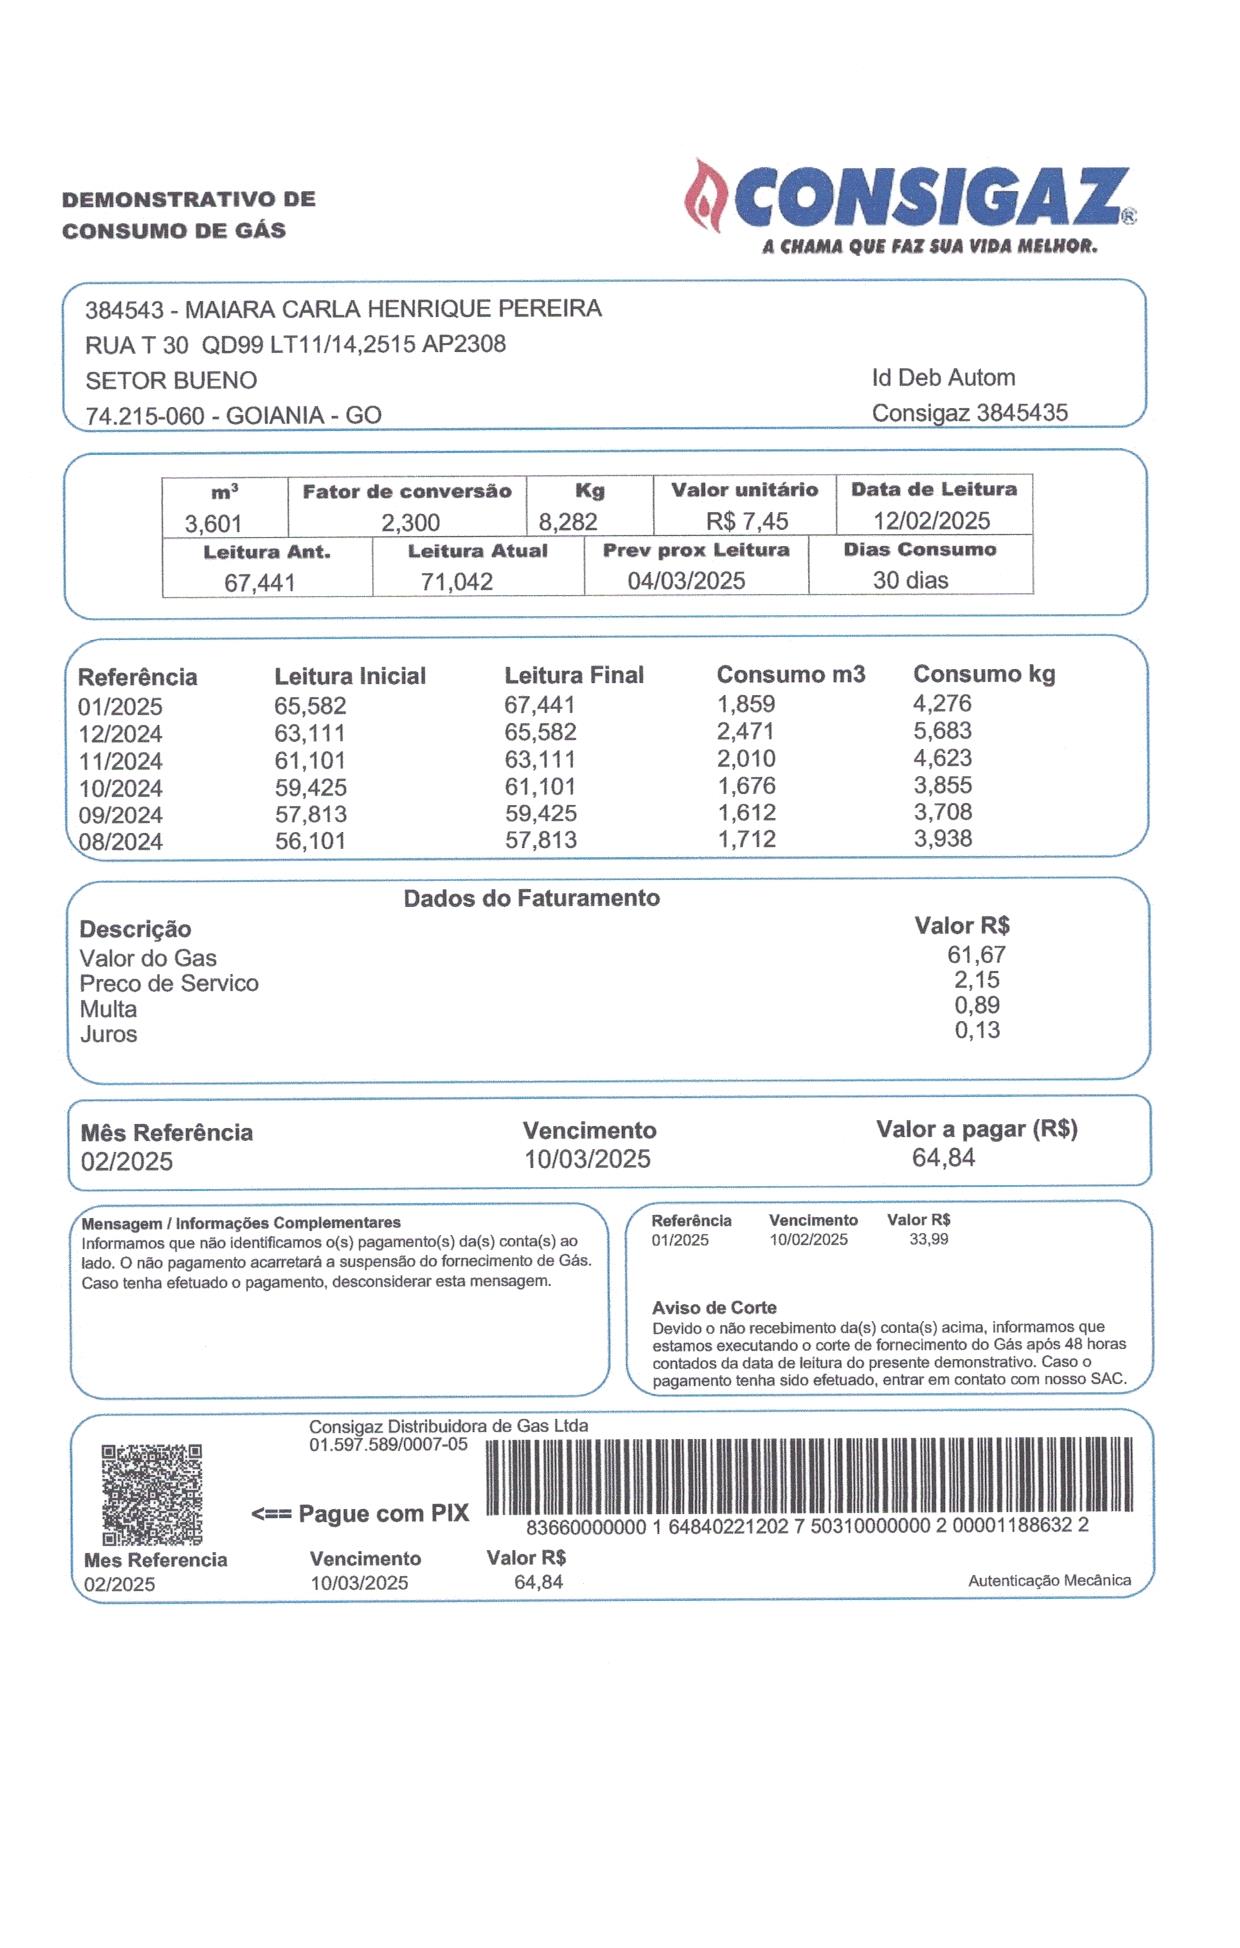 DEMONSTRATIVO DE
CONSUMO DE GÁS
CONSIGAZ®
A CHAMA QUE FAZ SUA VIDA MELHOR.
384543 - MAIARA CARLA HENRIQUE PEREIRA
RUA T 30 QD99 LT11/14,2515 AP2308
SETOR BUENO
74.215-060 - GOIANIA - GO
Id Deb Autom
Consigaz 3845435
m³ Fator de conversão Kg Valor unitário Data de Leitura
3,601 2,300 8,282 R$ 7,45 12/02/2025
Leitura Ant. Leitura Atual Prev prox Leitura Dias Consumo
67,441 71,042 04/03/2025 30 dias
Referência Leitura Inicial Leitura Final Consumo m3 Consumo kg
01/2025 65,582 67,441 1,859 4,276
12/2024 63,111 65,582 2,471 5,683
11/2024 61,101 63,111 2,010 4,623
10/2024 59,425 61,101 1,676 3,855
09/2024 57,813 59,425 1,612 3,708
08/2024 56,101 57,813 1,712 3,938
Dados do Faturamento
Descrição Valor R$
Valor do Gas 61,67
Preco de Servico 2,15
Multa 0,89
Juros 0,13
Mês Referência Vencimento Valor a pagar (R$)
02/2025 10/03/2025 64,84
Mensagem / Informações Complementares
Informamos que não identificamos o(s) pagamento(s) da(s) conta(s) ao
lado. O não pagamento acarretará a suspensão do fornecimento de Gás.
Caso tenha efetuado o pagamento, desconsiderar esta mensagem.
Referência Vencimento Valor R$
01/2025 10/02/2025 33,99
Aviso de Corte
Devido o não recebimento da(s) conta(s) acima, informamos que
estamos executando o corte de fornecimento do Gás após 48 horas
contados da data de leitura do presente demonstrativo. Caso o
pagamento tenha sido efetuado, entrar em contato com nosso SAC.
Consigaz Distribuidora de Gas Ltda
01.597.589/0007-05
<== Pague com PIX
83660000000 1 64840221202 7 50310000000 2 00001188632 2
Mes Referencia Vencimento Valor R$
02/2025 10/03/2025 64,84
Autenticação Mecânica